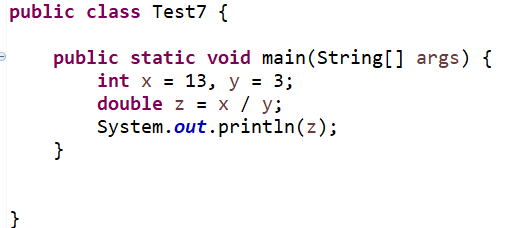 public class Test7 {
public static void main(String[] args) {
int x = 13, y = 3;
double z = x / y;
System.out.println(z);
}
}